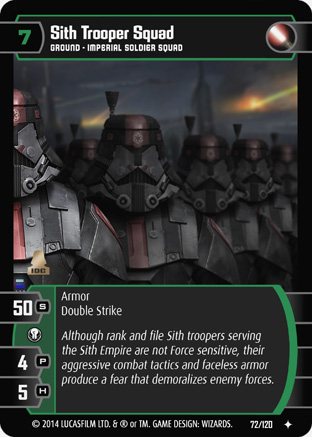 7
Sith Trooper Squad
GROUND - IMPERIAL SOLDIER SQUAD
IOC
50 S
Armor
Double Strike
Although rank and file Sith troopers serving
the Sith Empire are not Force sensitive, their
aggressive combat tactics and faceless armor
produce a fear that demoralizes enemy forces.
4 P
5 H
© 2014 LUCASFILM LTD. & ® or TM. GAME DESIGN: WIZARDS.
72/120